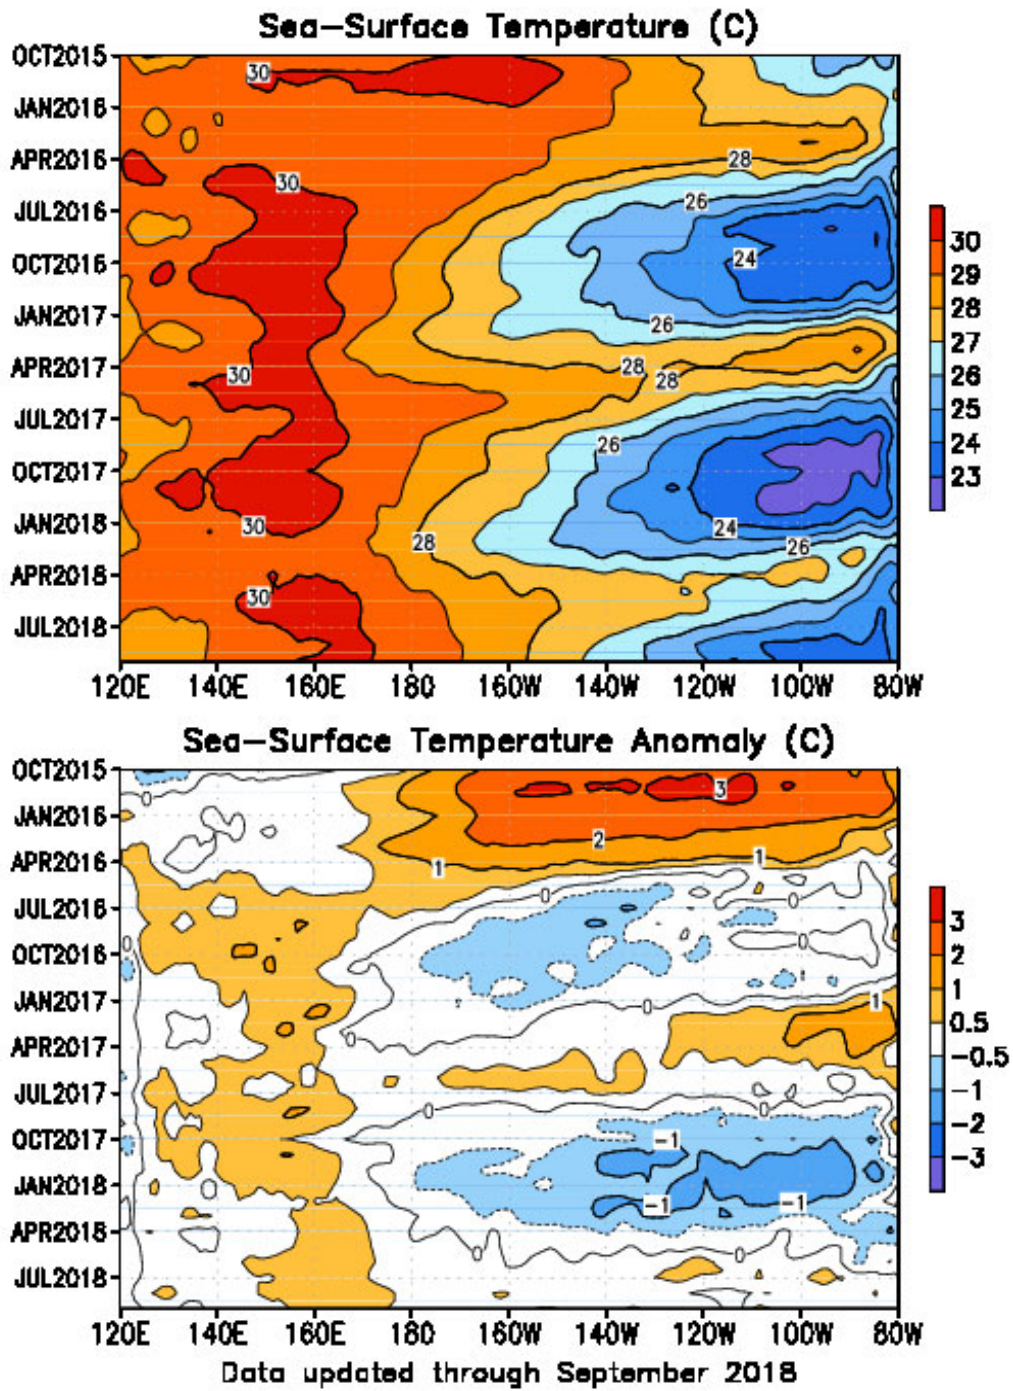 Sea-Surface Temperature (C)
OCT2015
JAN2016
APR2016
JUL2016
OCT2016
JAN2017
APR2017
JUL2017
OCT2017
JAN2018
APR2018
JUL2018
30
28
30
26
24
26
28
30
28
26
30
24
28
26
30
30
29
28
27
26
25
24
23
120E 140E 160E 180 160W 140W 120W 100W 80W
Sea-Surface Temperature Anomaly (C)
OCT2015
JAN2016
APR2016
JUL2016
OCT2016
JAN2017
APR2017
JUL2017
OCT2017
JAN2018
APR2018
JUL2018
3
0
2
1
1
0
0
0
0
1
0
0
0
0
-1
-1
-1
0
0
3
2
1
0.5
-0.5
-1
-2
-3
120E 140E 160E 180 160W 140W 120W 100W 80W
Data updated through September 2018